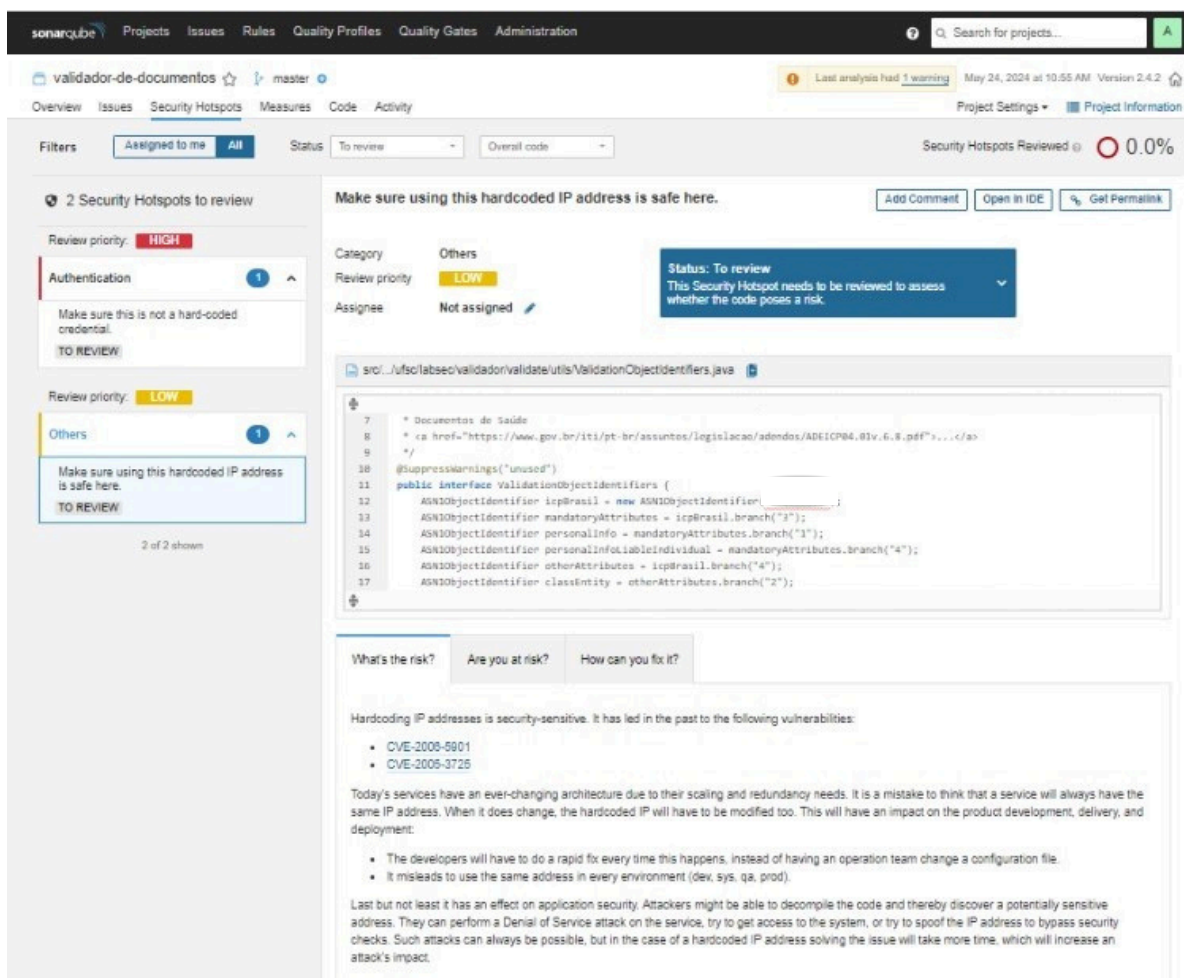 sonarqube Projects Issues Rules Quality Profiles Quality Gates Administration Search for projects... A
validador-de-documentos master Last analysis had 1 warning May 24, 2024 at 10:55 AM Version 2.4.2
Overview Issues Security Hotspots Measures Code Activity Project Settings Project Information
Filters Assigned to me All Status To review Overall code Security Hotspots Reviewed 0.0%
2 Security Hotspots to review
Review priority: HIGH
Authentication 1
Make sure this is not a hard-coded
credential.
TO REVIEW
Review priority: LOW
Others 1
Make sure using this hardcoded IP address
is safe here.
TO REVIEW
2 of 2 shown
Make sure using this hardcoded IP address is safe here.
Add Comment Open in IDE Get Permalink
Category Others
Review priority LOW
Assignee Not assigned
Status: To review
This Security Hotspot needs to be reviewed to assess
whether the code poses a risk.
src/.../ufsc/labsec/validador/validate/utils/ValidationObjectIdentifiers.java
7 * Documentos de Saúde
8 * <a href="https://www.gov.br/iti/pt-br/assuntos/legislacao/adendos/ADEICP04.01v.6.8.pdf">...</a>
9 */
10 @SuppressWarnings("unused")
11 public interface ValidationObjectIdentifiers {
12 ASN1ObjectIdentifier icpBrasil = new ASN1ObjectIdentifier ;
13 ASN1ObjectIdentifier mandatoryAttributes = icpBrasil.branch("3");
14 ASN1ObjectIdentifier personalInfo = mandatoryAttributes.branch("1");
15 ASN1ObjectIdentifier personalInfoLiableIndividual = mandatoryAttributes.branch("4");
16 ASN1ObjectIdentifier otherAttributes = icpBrasil.branch("4");
17 ASN1ObjectIdentifier classEntity = otherAttributes.branch("2");
What's the risk? Are you at risk? How can you fix it?
Hardcoding IP addresses is security-sensitive. It has led in the past to the following vulnerabilities:
• CVE-2006-5901
• CVE-2005-3725
Today's services have an ever-changing architecture due to their scaling and redundancy needs. It is a mistake to think that a service will always have the
same IP address. When it does change, the hardcoded IP will have to be modified too. This will have an impact on the product development, delivery, and
deployment:
• The developers will have to do a rapid fix every time this happens, instead of having an operation team change a configuration file.
• It misleads to use the same address in every environment (dev, sys, qa, prod).
Last but not least it has an effect on application security. Attackers might be able to decompile the code and thereby discover a potentially sensitive
address. They can perform a Denial of Service attack on the service, try to get access to the system, or try to spoof the IP address to bypass security
checks. Such attacks can always be possible, but in the case of a hardcoded IP address solving the issue will take more time, which will increase an
attack's impact.